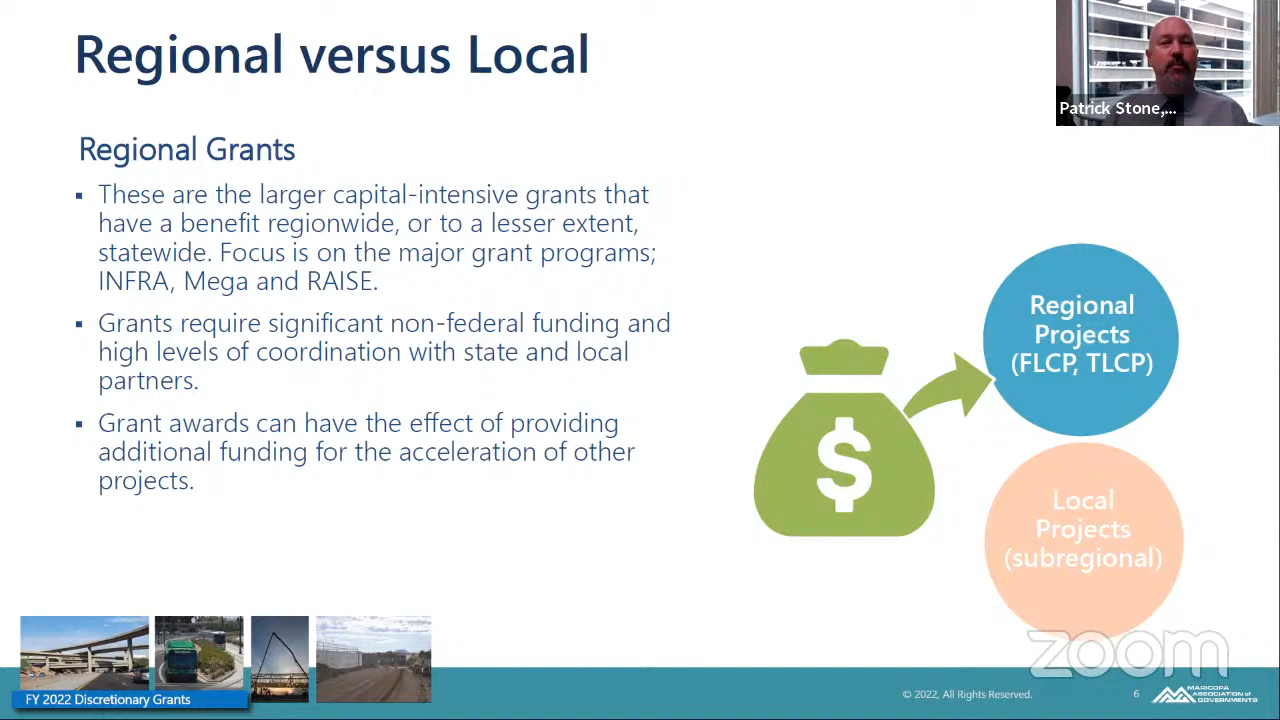 Regional versus Local
Patrick Stone,...
Regional Grants
▪ These are the larger capital-intensive grants that
have a benefit regionwide, or to a lesser extent,
statewide. Focus is on the major grant programs;
INFRA, Mega and RAISE.
▪ Grants require significant non-federal funding and
high levels of coordination with state and local
partners.
▪ Grant awards can have the effect of providing
additional funding for the acceleration of other
projects.
$
Regional
Projects
(FLCP, TLCP)
Local
Projects
(subregional)
zoom
FY 2022 Discretionary Grants
© 2022, All Rights Reserved.
6
MARICOPA
ASSOCIATION of
GOVERNMENTS